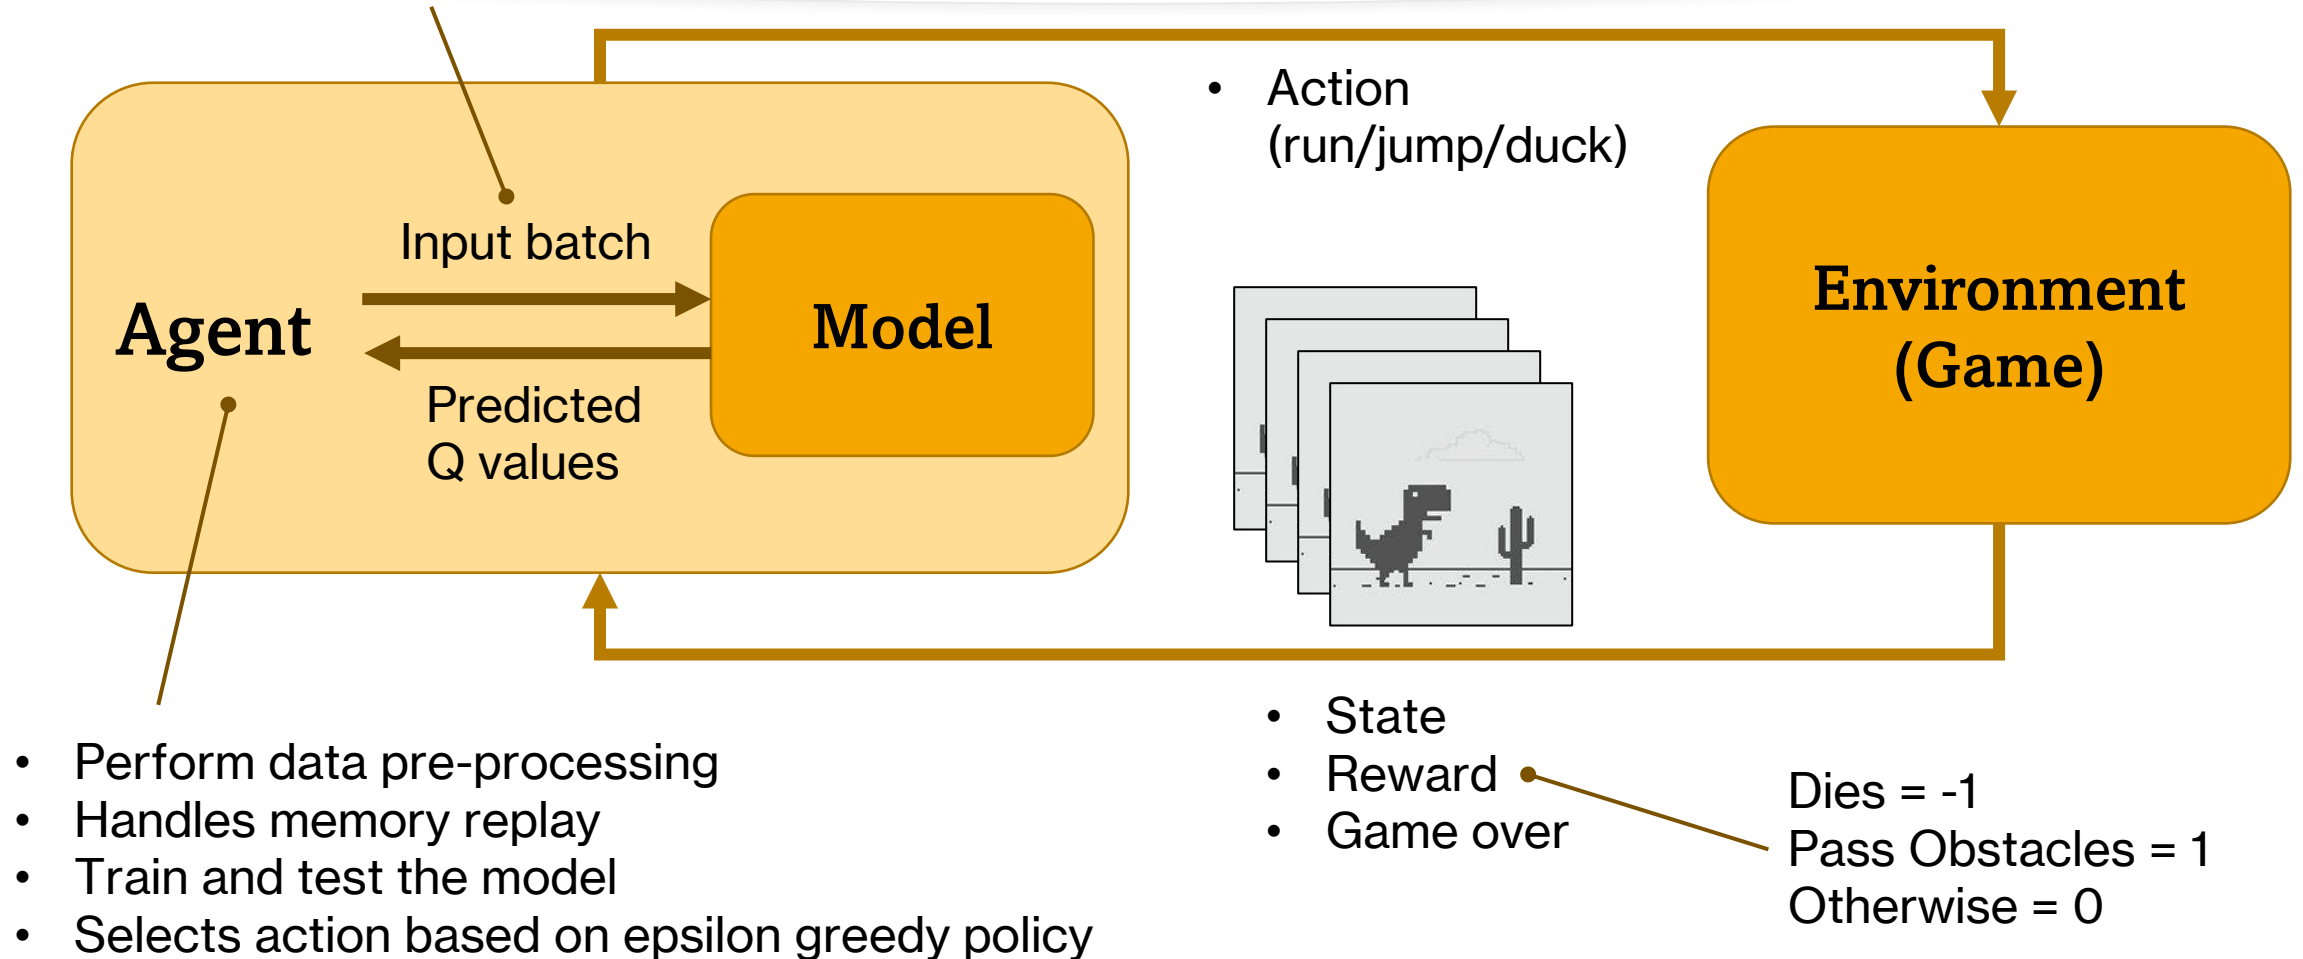 • Action
(run/jump/duck)
Input batch
Agent
Model
Predicted
Q values
Environment
(Game)
• State
• Reward
• Game over
Dies = -1
Pass Obstacles = 1
Otherwise = 0
• Perform data pre-processing
• Handles memory replay
• Train and test the model
• Selects action based on epsilon greedy policy